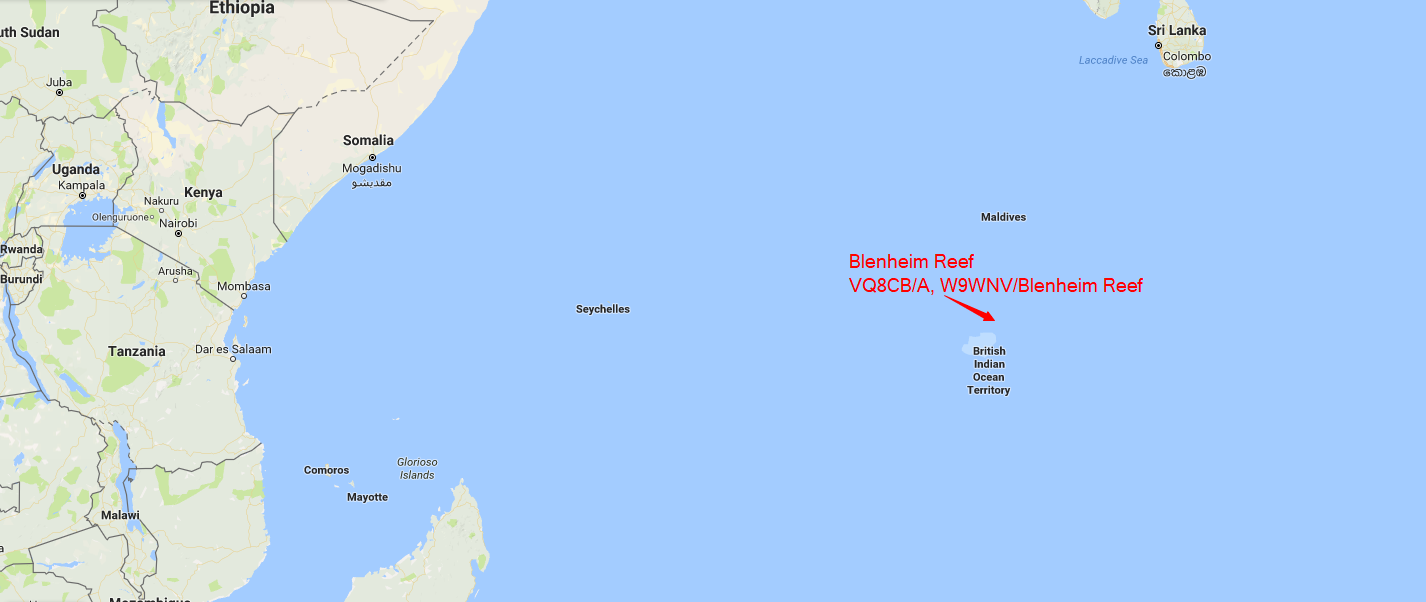 Ethiopia
uth Sudan
Sri Lanka
Laccadive Sea
Colombo
කොළඹ
Juba
Somalia
Mogadishu
مقديشو
Uganda
Kampala
Kenya
Nakuru
Olenguruone
Nairobi
Maldives
Rwanda
Burundi
Arusha
Mombasa
Blenheim Reef
VQ8CB/A, W9WNV/Blenheim Reef
Seychelles
Tanzania
Dar es Salaam
British
Indian
Ocean
Territory
Comoros
Glorioso
Islands
Mayotte
Malawi
a
Mozambique